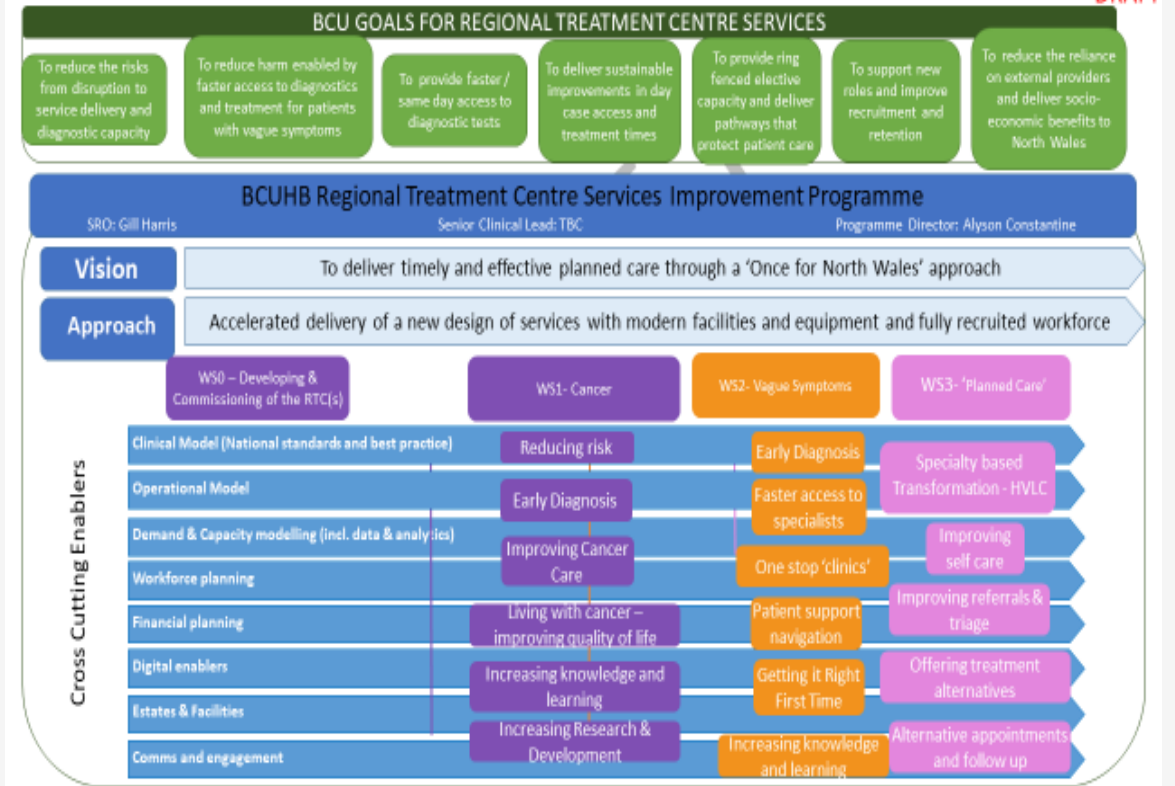 BCU GOALS FOR REGIONAL TREATMENT CENTRE SERVICES
To reduce the risks
from disruption to
service delivery and
diagnostic capacity
To reduce harm enabled by
faster access to diagnostics
and treatment for patients
with vague symptoms
To provide faster /
same day access to
diagnostic tests
To deliver sustainable
improvements in day
case access and
treatment times
To provide ring
fenced elective
capacity and deliver
pathways that
protect patient care
To support new
roles and improve
recruitment and
retention
To reduce the reliance
on external providers
and deliver socio-
economic benefits to
North Wales
BCUHB Regional Treatment Centre Services Improvement Programme
SRO: Gill Harris
Senior Clinical Lead: TBC
Programme Director: Alyson Constantine
Vision
To deliver timely and effective planned care through a 'Once for North Wales' approach
Approach
Accelerated delivery of a new design of services with modern facilities and equipment and fully recruited workforce
WS0 – Developing &
Commissioning of the RTC(s)
WS1- Cancer
WS2- Vague Symptoms
WS3- 'Planned Care'
Cross Cutting Enablers
Clinical Model (National standards and best practice)
Operational Model
Demand & Capacity modelling (incl. data & analytics)
Workforce planning
Financial planning
Digital enablers
Estates & Facilities
Comms and engagement
Reducing risk
Early Diagnosis
Improving Cancer
Care
Living with cancer –
improving quality of life
Increasing knowledge and
learning
Increasing Research &
Development
Early Diagnosis
Faster access to
specialists
One stop 'clinics'
Patient support
navigation
Getting it Right
First Time
Increasing knowledge
and learning
Specialty based
Transformation - HVLC
Improving
self care
Improving referrals &
triage
Offering treatment
alternatives
Alternative appointments
and follow up